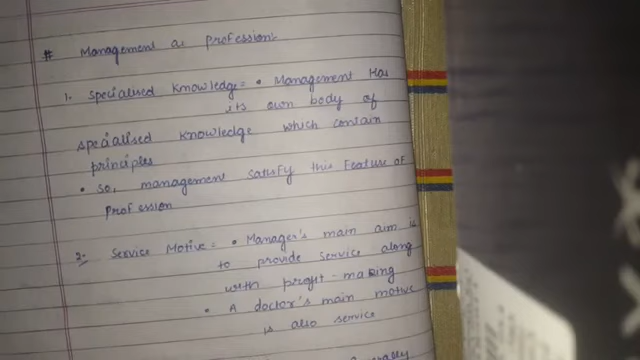 # Management as Profession:-
1. Specialised Knowledge = • Management Has
its own body of
specialised knowledge which contain
principles
• So, management satisfy this Feature of
Profession
2. Service Motive = • Manager's main aim is
to provide service along
with profit-making
• A doctor's main motive
is also service